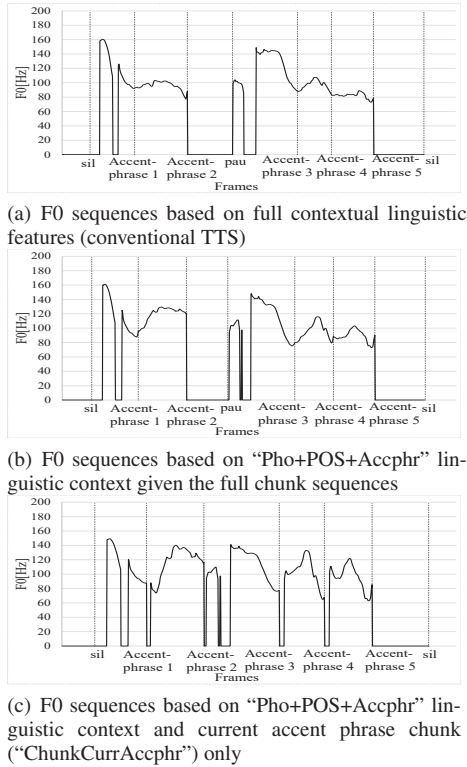 200
180
160
140
120
100
80
60
40
20
0
F0[Hz]
sil Accent- phrase 1 Accent- phrase 2 pau Accent- phrase 3 Accent- phrase 4 Accent- phrase 5 sil
Frames
(a) F0 sequences based on full contextual linguistic
features (conventional TTS)
200
180
160
140
120
100
80
60
40
20
0
F0[Hz]
sil Accent- phrase 1 Accent- phrase 2 pau Accent- phrase 3 Accent- phrase 4 Accent- phrase 5 sil
Frames
(b) F0 sequences based on “Pho+POS+Accphr” lin-
guistic context given the full chunk sequences
200
180
160
140
120
100
80
60
40
20
0
F0[Hz]
sil Accent- phrase 1 Accent- phrase 2 Accent- phrase 3 Accent- phrase 4 Accent- phrase 5 sil
Frames
(c) F0 sequences based on “Pho+POS+Accphr” lin-
guistic context and current accent phrase chunk
(“ChunkCurrAccphr”) only